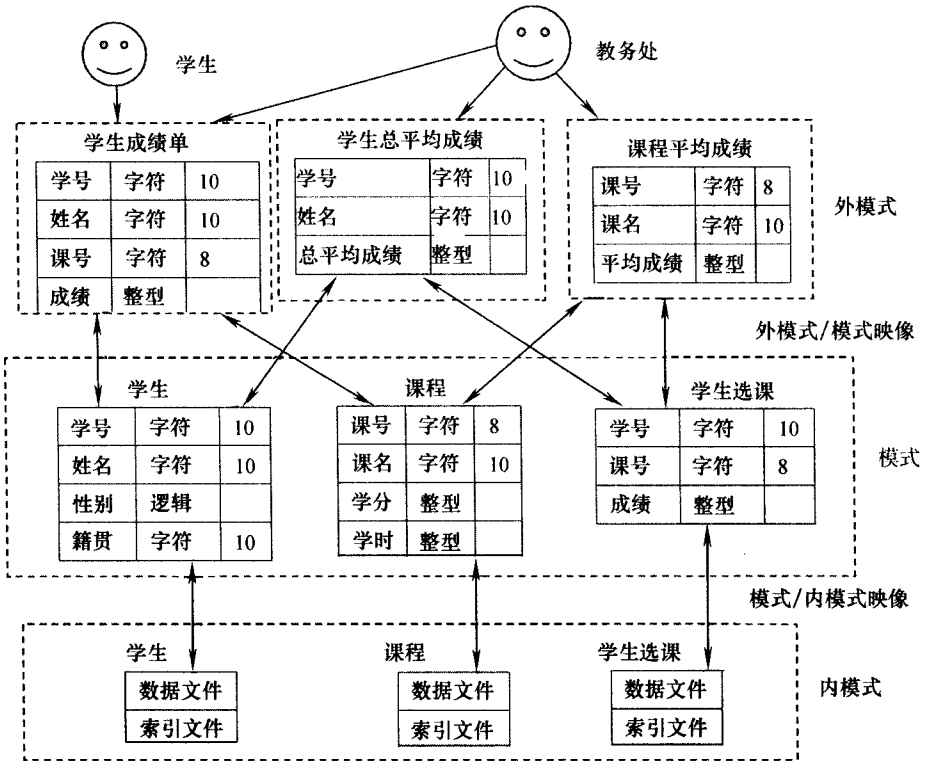 学生
教务处
学生成绩单
学号 字符 10
姓名 字符 10
课号 字符 8
成绩 整型
学生总平均成绩
学号 字符 10
姓名 字符 10
总平均成绩 整型
课程平均成绩
课号 字符 8
课名 字符 10
平均成绩 整型
外模式
外模式/模式映像
学生
学号 字符 10
姓名 字符 10
性别 逻辑
籍贯 字符 10
课程
课号 字符 8
课名 字符 10
学分 整型
学时 整型
学生选课
学号 字符 10
课号 字符 8
成绩 整型
模式
模式/内模式映像
学生
数据文件
索引文件
课程
数据文件
索引文件
学生选课
数据文件
索引文件
内模式